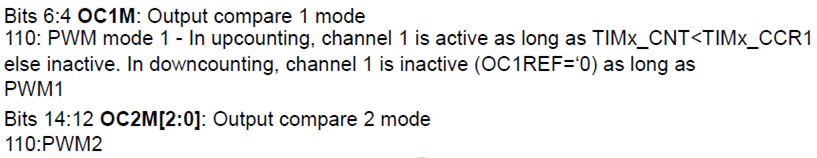 Bits 6:4 OC1M: Output compare 1 mode
110: PWM mode 1 - In upcounting, channel 1 is active as long as TIMx_CNT<TIMx_CCR1
else inactive. In downcounting, channel 1 is inactive (OC1REF=‘0) as long as
PWM1
Bits 14:12 OC2M[2:0]: Output compare 2 mode
110:PWM2